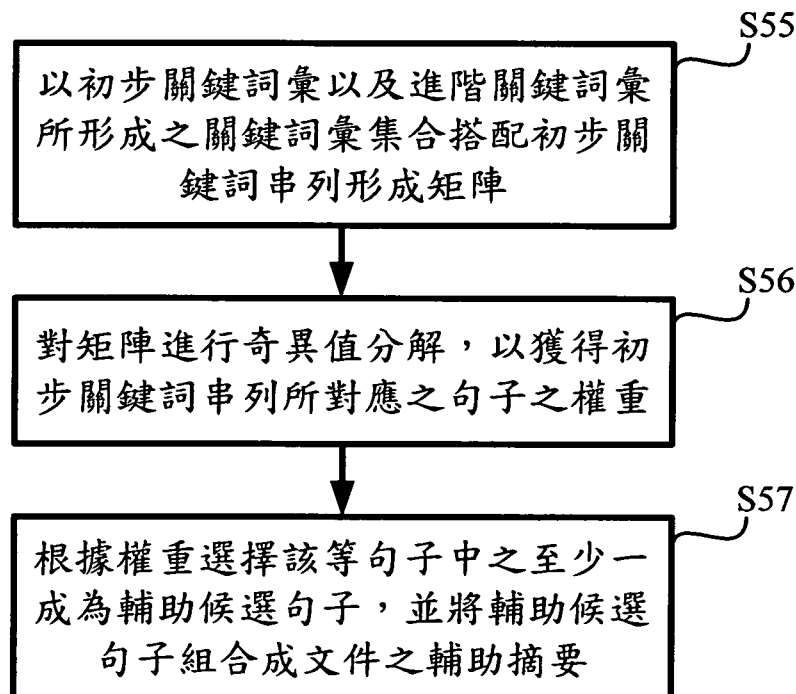 S55
以初步關鍵詞彙以及進階關鍵詞彙
所形成之關鍵詞彙集合搭配初步關
鍵詞串列形成矩陣
S56
對矩陣進行奇異值分解，以獲得初
步關鍵詞串列所對應之句子之權重
S57
根據權重選擇該等句子中之至少一
成為輔助候選句子，並將輔助候選
句子組合成文件之輔助摘要